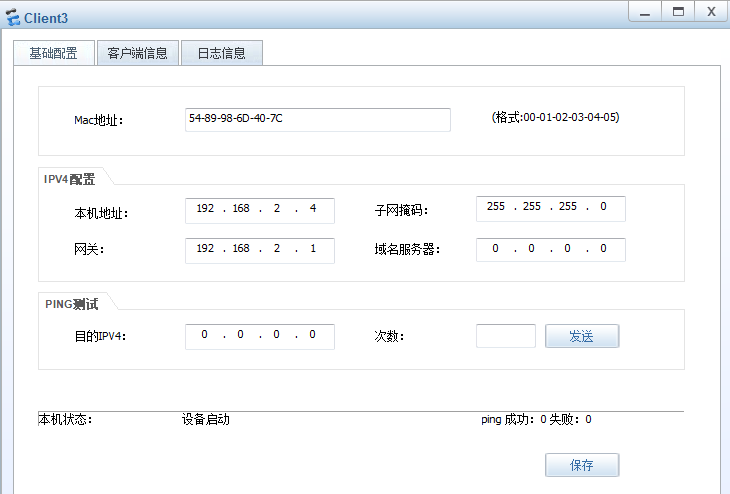 Client3
基础配置 客户端信息 日志信息
Mac地址: 54-89-98-6D-40-7C (格式:00-01-02-03-04-05)
IPV4配置
本机地址: 192 . 168 . 2 . 4 子网掩码: 255 . 255 . 255 . 0
网关: 192 . 168 . 2 . 1 域名服务器: 0 . 0 . 0 . 0
PING测试
目的IPV4: 0 . 0 . 0 . 0 次数: 发送
本机状态: 设备启动 ping 成功: 0 失败: 0
保存